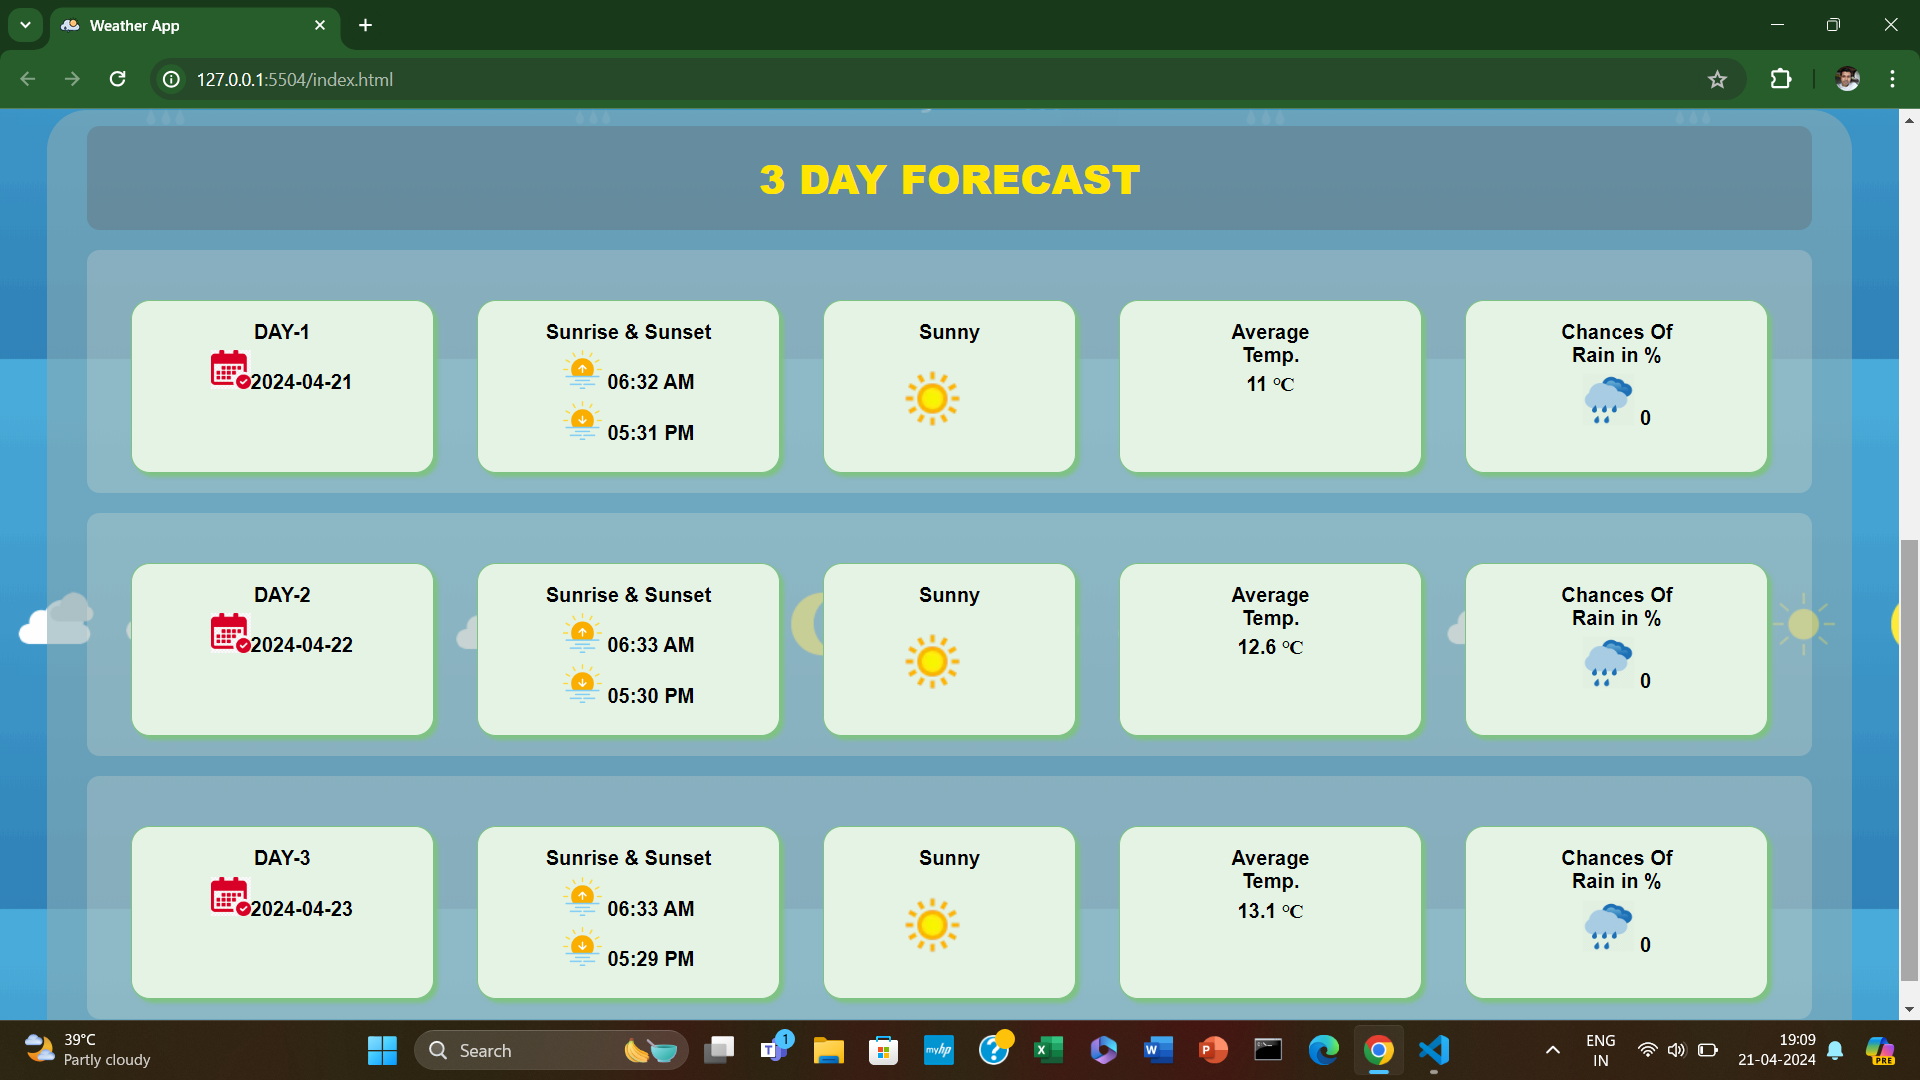 Weather App
127.0.0.1:5504/index.html
3 DAY FORECAST
DAY-1
2024-04-21
Sunrise & Sunset
06:32 AM
05:31 PM
Sunny
Average
Temp.
11 °C
Chances Of
Rain in %
0
DAY-2
2024-04-22
Sunrise & Sunset
06:33 AM
05:30 PM
Sunny
Average
Temp.
12.6 °C
Chances Of
Rain in %
0
DAY-3
2024-04-23
Sunrise & Sunset
06:33 AM
05:29 PM
Sunny
Average
Temp.
13.1 °C
Chances Of
Rain in %
0
39°C
Partly cloudy
Search
1
T
myhp
?
X
W
P
ENG
IN
19:09
21-04-2024
PRE